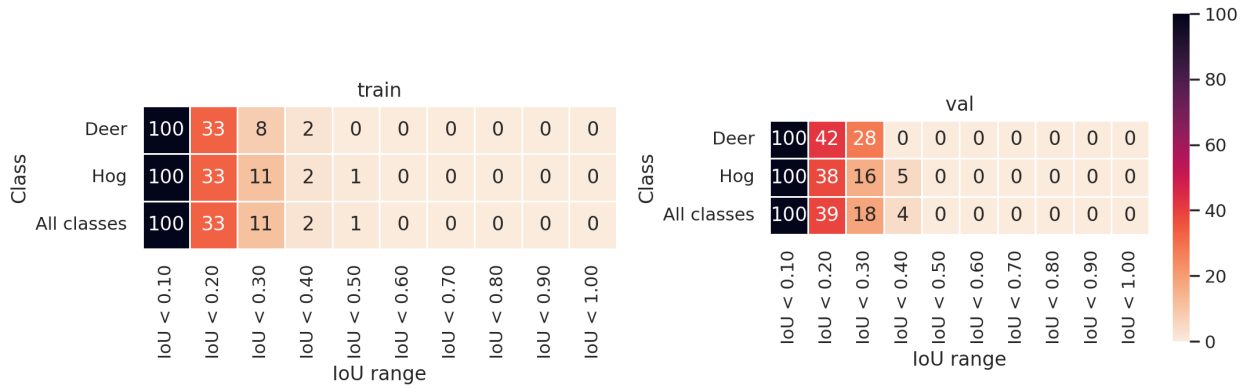 train
Class
Deer 100 33 8 2 0 0 0 0 0 0
Hog 100 33 11 2 1 0 0 0 0 0
All classes 100 33 11 2 1 0 0 0 0 0
IoU < 0.10
IoU < 0.20
IoU < 0.30
IoU < 0.40
IoU < 0.50
IoU < 0.60
IoU < 0.70
IoU < 0.80
IoU < 0.90
IoU < 1.00
IoU range
val
Class
Deer 100 42 28 0 0 0 0 0 0 0
Hog 100 38 16 5 0 0 0 0 0 0
All classes 100 39 18 4 0 0 0 0 0 0
IoU < 0.10
IoU < 0.20
IoU < 0.30
IoU < 0.40
IoU < 0.50
IoU < 0.60
IoU < 0.70
IoU < 0.80
IoU < 0.90
IoU < 1.00
IoU range
100
80
60
40
20
0